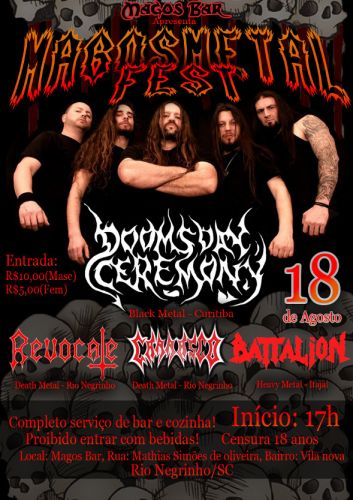 Magos Bar
Apresenta
MAGOSMETAL
FEST
DOOMSDAY
CEREMONY
Black Metal - Curitiba
Entrada:
R$10,00(Masc)
R$5,00(Fem)
18
de Agosto
Revocate
Death Metal - Rio Negrinho
CARRASCO
Death Metal - Rio Negrinho
BATTALION
Heavy Metal - Itajaí
Completo serviço de bar e cozinha!
Início: 17h
Proibido entrar com bebidas!
Censura 18 anos
Local: Magos Bar, Rua: Mathias Simões de oliveira, Bairro: Vila nova
Rio Negrinho/SC